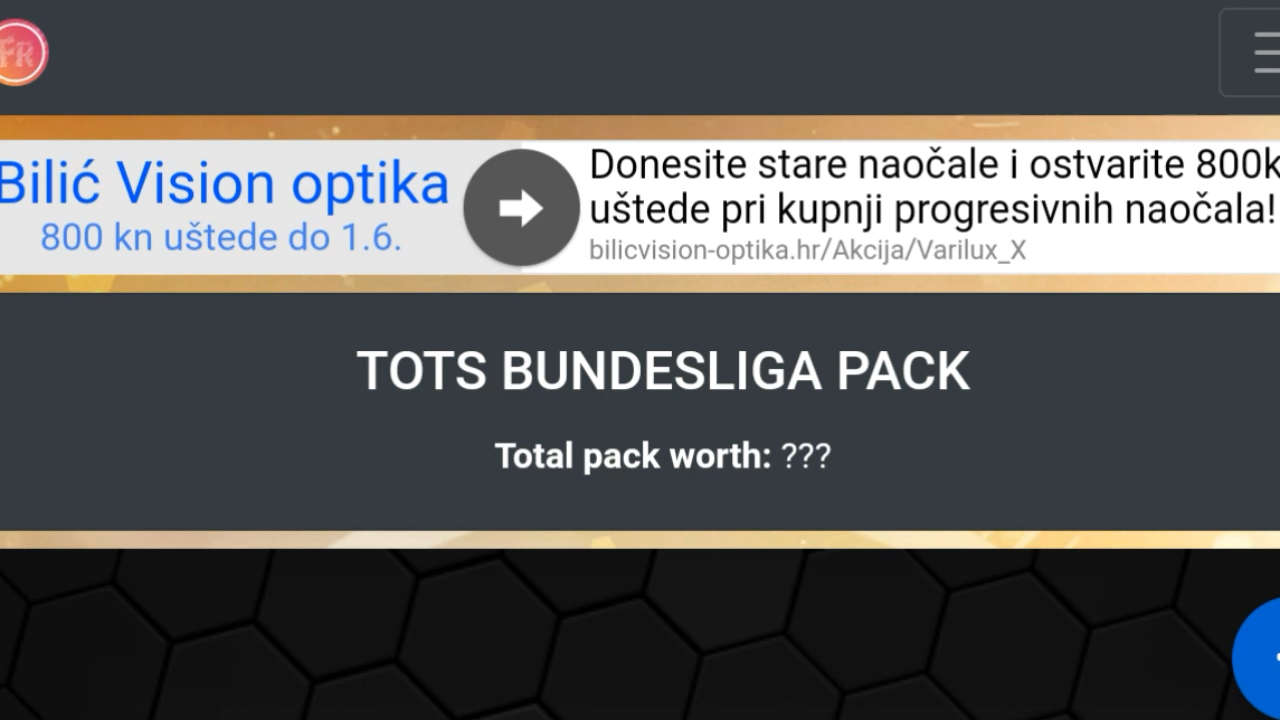 FR
Bilić Vision optika
800 kn uštede do 1.6.
Donesite stare naočale i ostvarite 800k
uštede pri kupnji progresivnih naočala!
bilicvision-optika.hr/Akcija/Varilux_X
TOTS BUNDESLIGA PACK
Total pack worth: ???